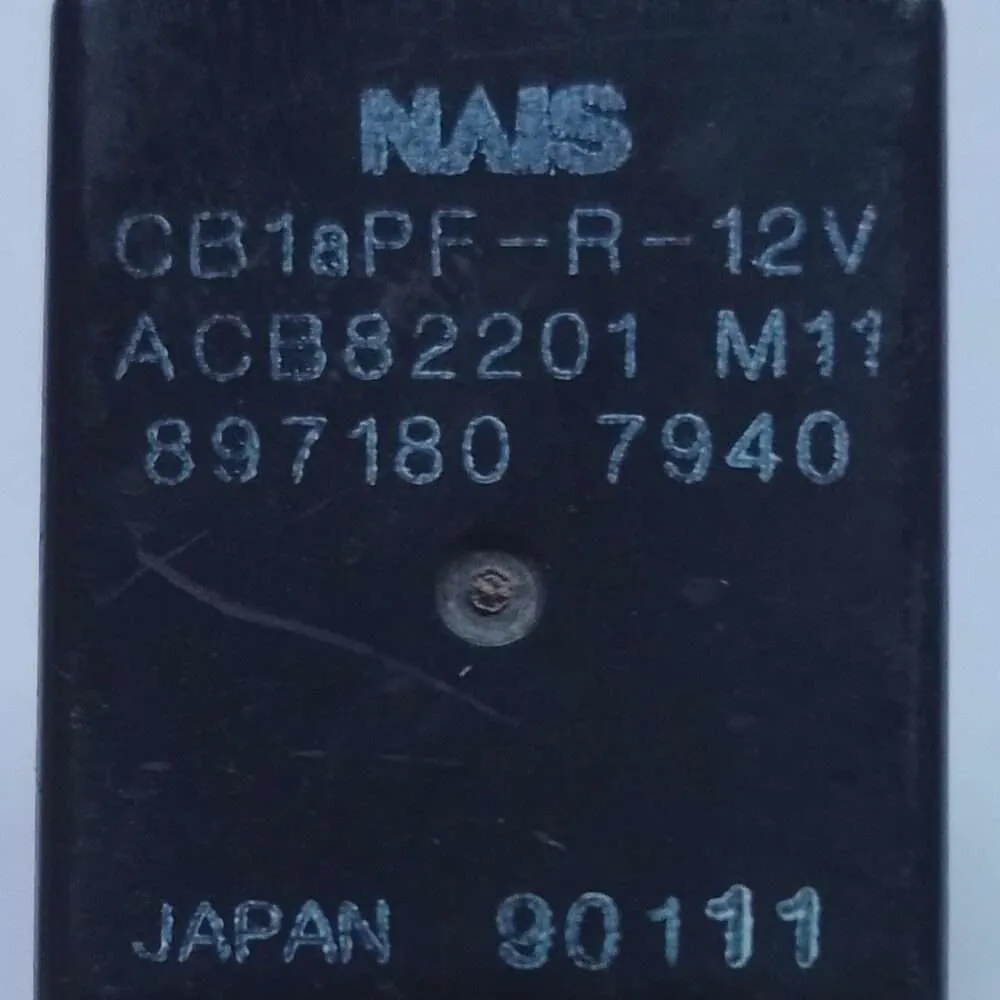 NAIS
CB1aPF-R-12V
ACB82201 M11
897180 7940
JAPAN 90111